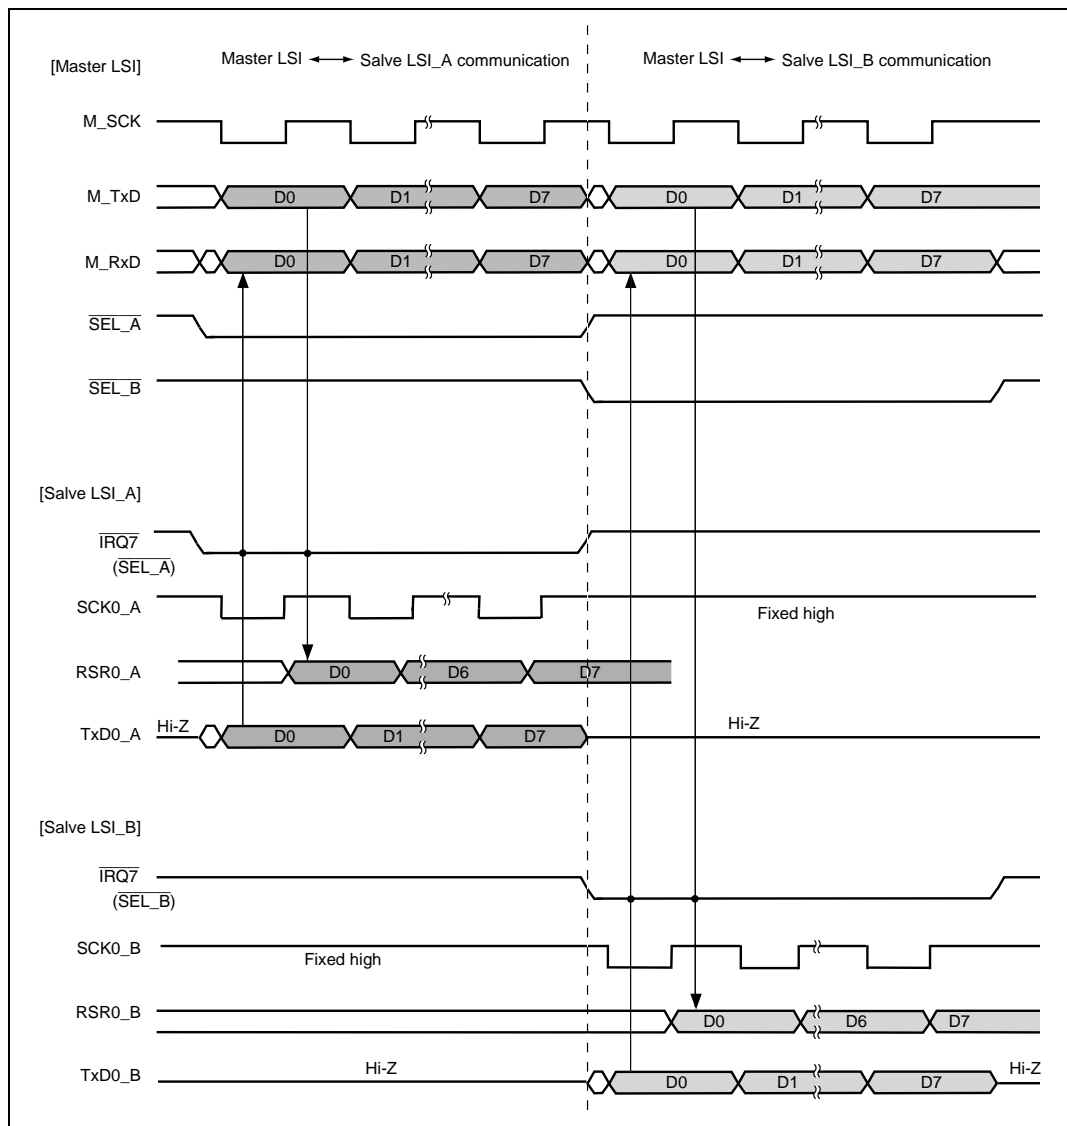 Master LSI ↔ Salve LSI_A communication
Master LSI ↔ Salve LSI_B communication
[Master LSI]
M_SCK
M_TxD D0 D1 D7 D0 D1 D7
M_RxD D0 D1 D7 D0 D1 D7
SEL_A
SEL_B
[Salve LSI_A]
IRQ7
(SEL_A)
SCK0_A
Fixed high
RSR0_A D0 D6 D7
TxD0_A Hi-Z D0 D1 D7 Hi-Z
[Salve LSI_B]
IRQ7
(SEL_B)
SCK0_B
Fixed high
RSR0_B D0 D6 D7
TxD0_B Hi-Z D0 D1 D7 Hi-Z